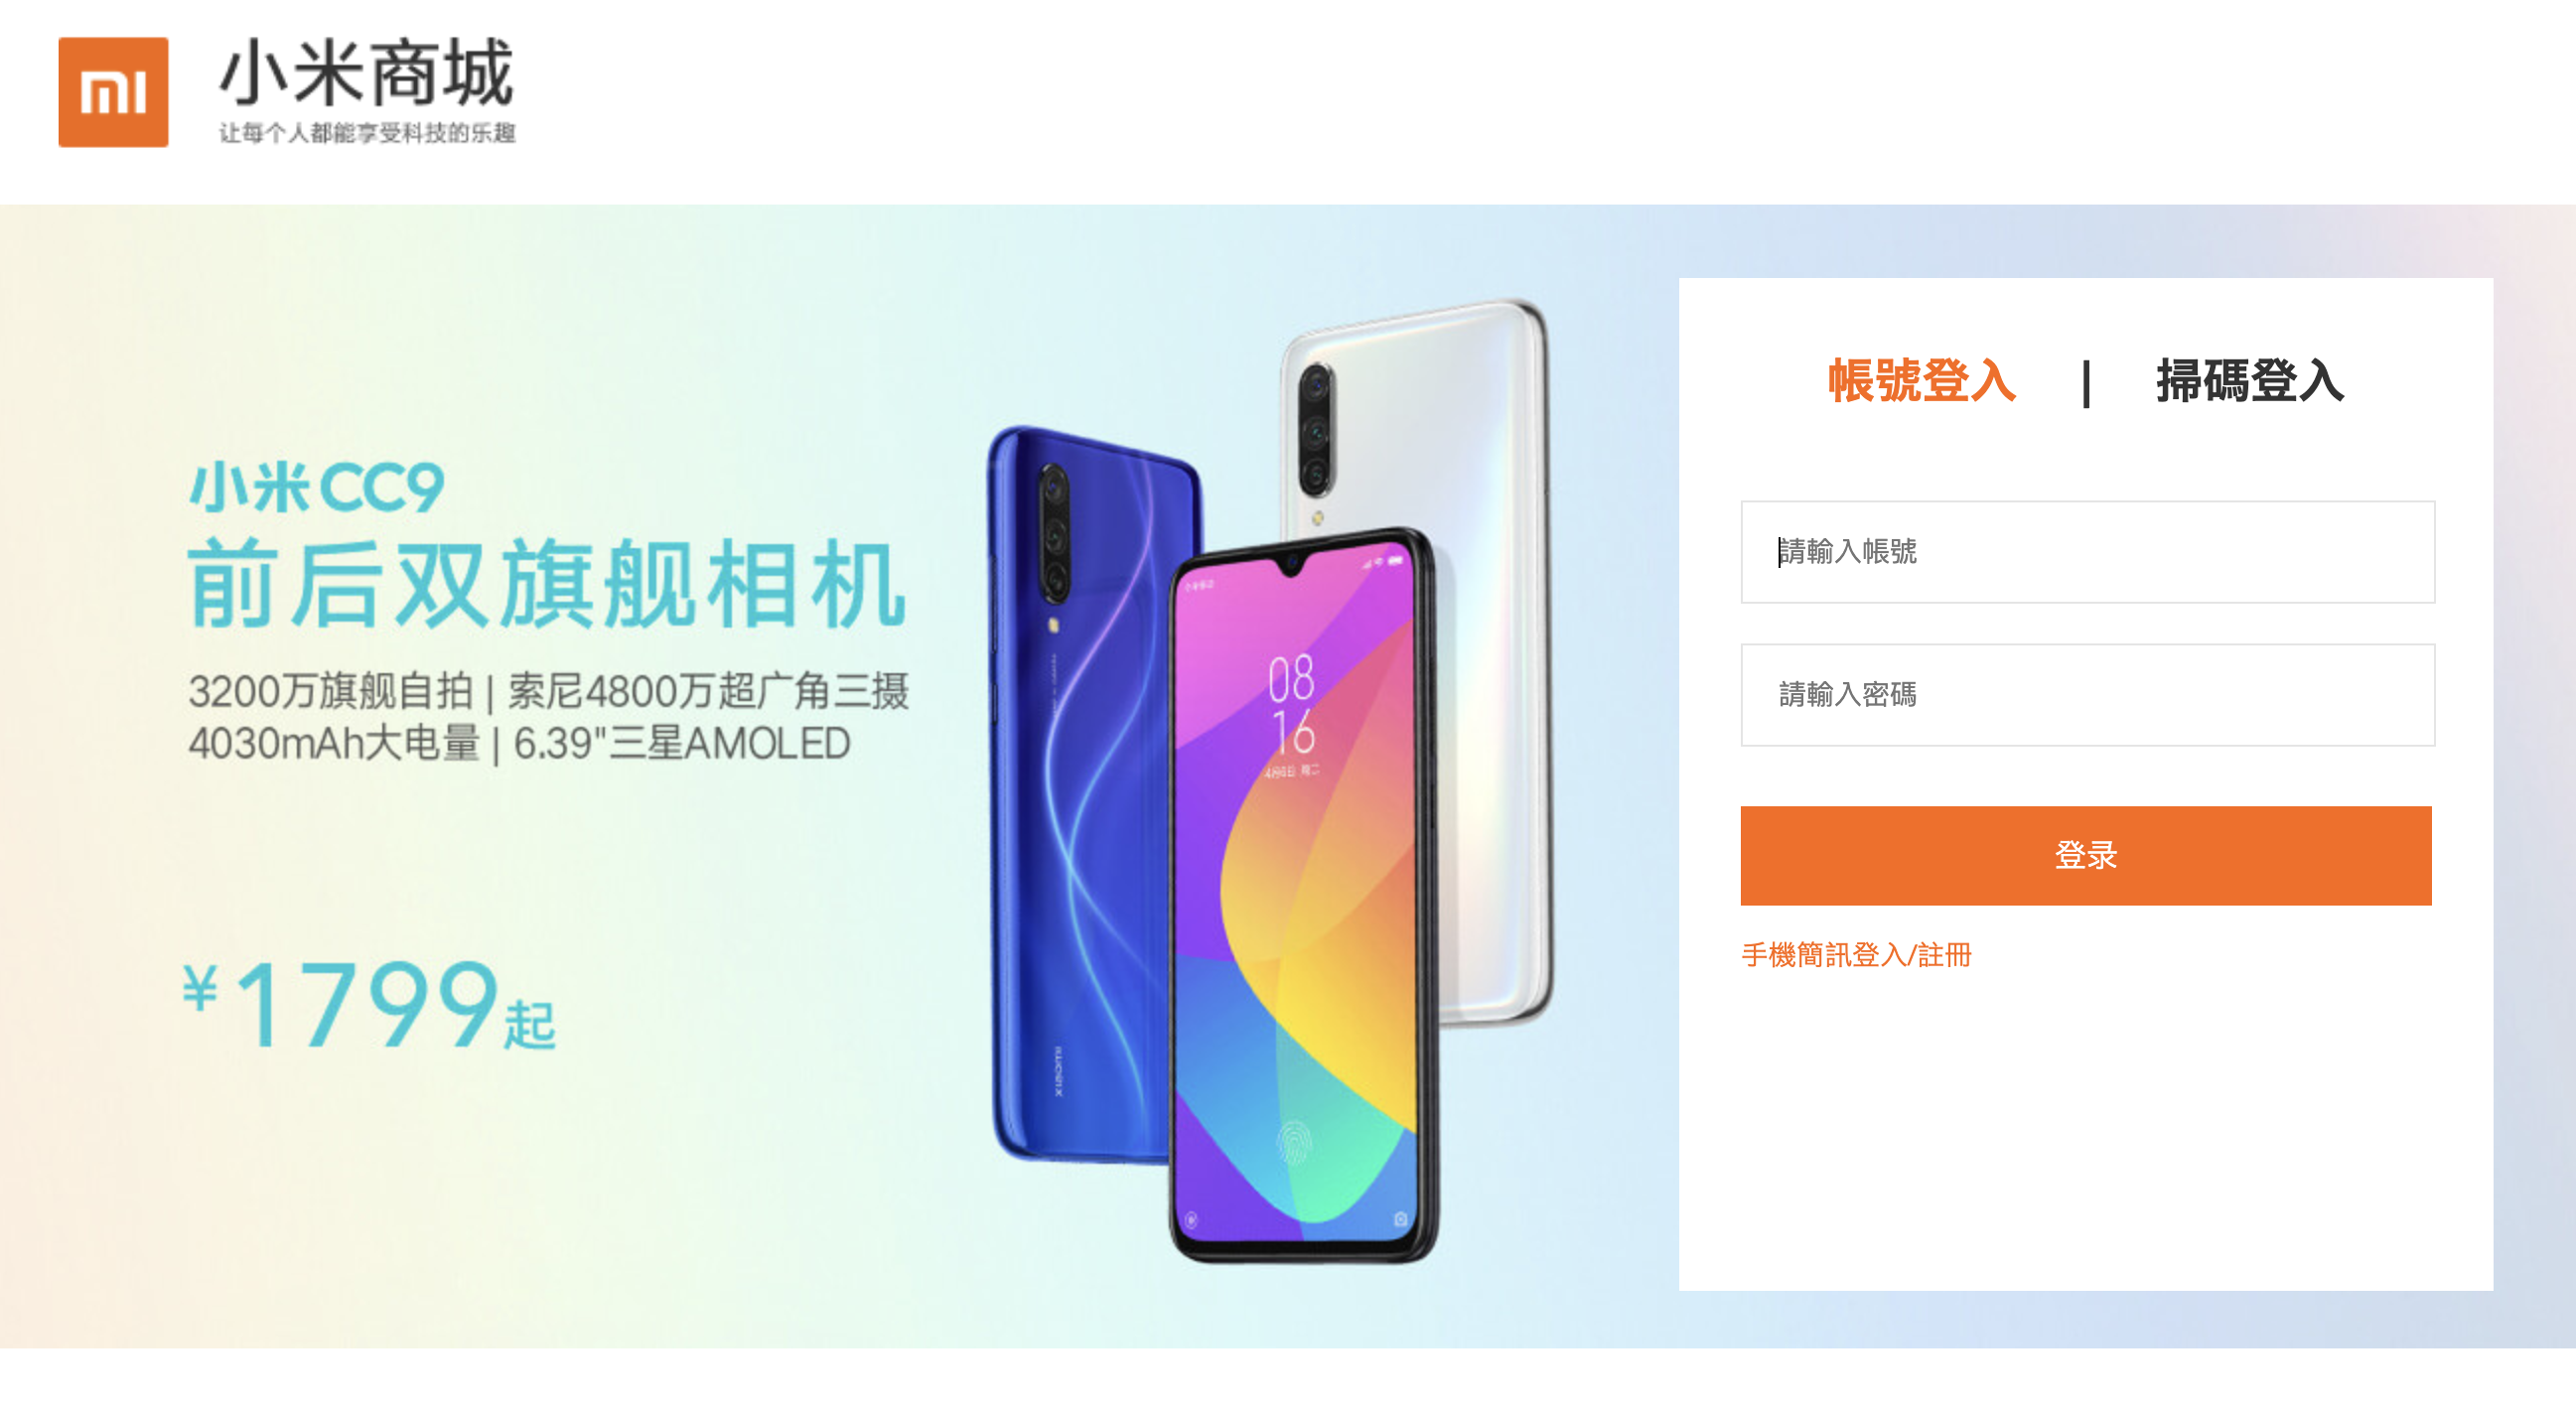 mi
小米商城
让每个人都能享受科技的乐趣
小米CC9
前后双旗舰相机
3200万旗舰自拍 | 索尼4800万超广角三摄
4030mAh大电量 | 6.39"三星AMOLED
¥1799起
08
16
帳號登入 | 掃碼登入
請輸入帳號
請輸入密碼
登录
手機簡訊登入/註冊